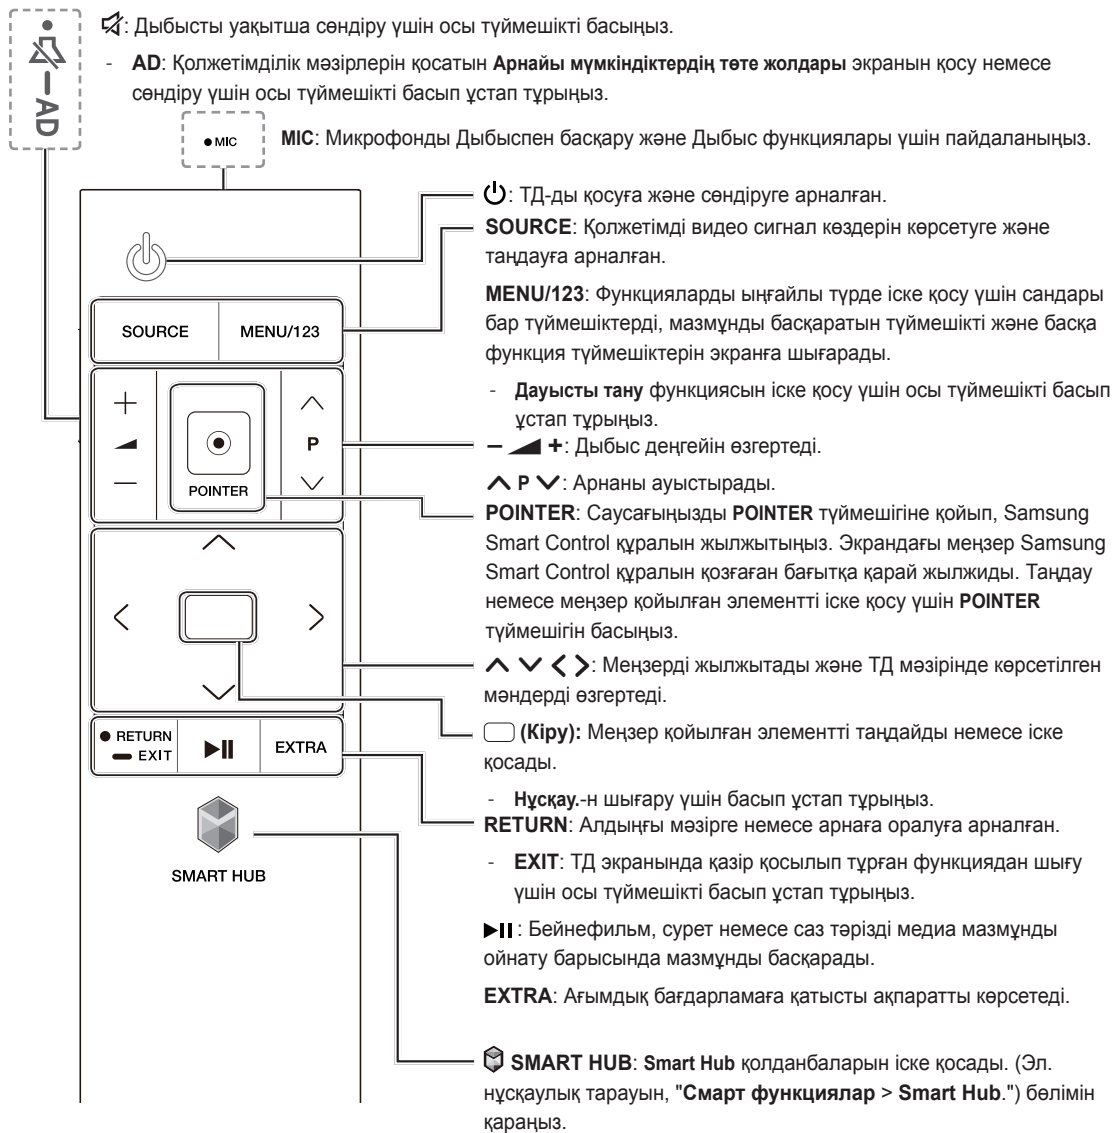 : Дыбысты уақытша сөндіру үшін осы түймешікті басыңыз.
- AD: Қолжетімділік мәзірлерін қосатын Арнайы мүмкіндіктердің төте жолдары экранын қосу немесе
сөндіру үшін осы түймешікті басып ұстап тұрыңыз.
AD
MIC
MIC: Микрофонды Дыбыспен басқару және Дыбыс функциялары үшін пайдаланыңыз.
: ТД-ды қосуға және сөндіруге арналған.
SOURCE: Қолжетімді видео сигнал көздерін көрсетуге және
таңдауға арналған.
MENU/123: Функцияларды ыңғайлы түрде іске қосу үшін сандары
бар түймешіктерді, мазмұнды басқаратын түймешікті және басқа
функция түймешіктерін экранға шығарады.
- Дауысты тану функциясын іске қосу үшін осы түймешікті басып
ұстап тұрыңыз.
− +: Дыбыс деңгейін өзгертеді.
P : Арнаны ауыстырады.
POINTER: Саусағыңызды POINTER түймешігіне қойып, Samsung
Smart Control құралын жылжытыңыз. Экрандағы меңзер Samsung
Smart Control құралын қозғаған бағытқа қарай жылжиды. Таңдау
немесе меңзер қойылған элементті іске қосу үшін POINTER
түймешігін басыңыз.
: Меңзерді жылжытады және ТД мәзірінде көрсетілген
мәндерді өзгертеді.
(Кіру): Меңзер қойылған элементті таңдайды немесе іске
қосады.
- Нұсқау.-н шығару үшін басып ұстап тұрыңыз.
RETURN: Алдыңғы мәзірге немесе арнаға оралуға арналған.
- EXIT: ТД экранында қазір қосылып тұрған функциядан шығу
үшін осы түймешікті басып ұстап тұрыңыз.
: Бейнефильм, сурет немесе саз тәрізді медиа мазмұнды
ойнату барысында мазмұнды басқарады.
EXTRA: Ағымдық бағдарламаға қатысты ақпаратты көрсетеді.
SMART HUB: Smart Hub қолданбаларын іске қосады. (Эл.
нұсқаулық тарауын, "Смарт функциялар > Smart Hub.") бөлімін
қараңыз.
SOURCE
MENU/123
+
P
—
POINTER
RETURN
EXIT
EXTRA
SMART HUB